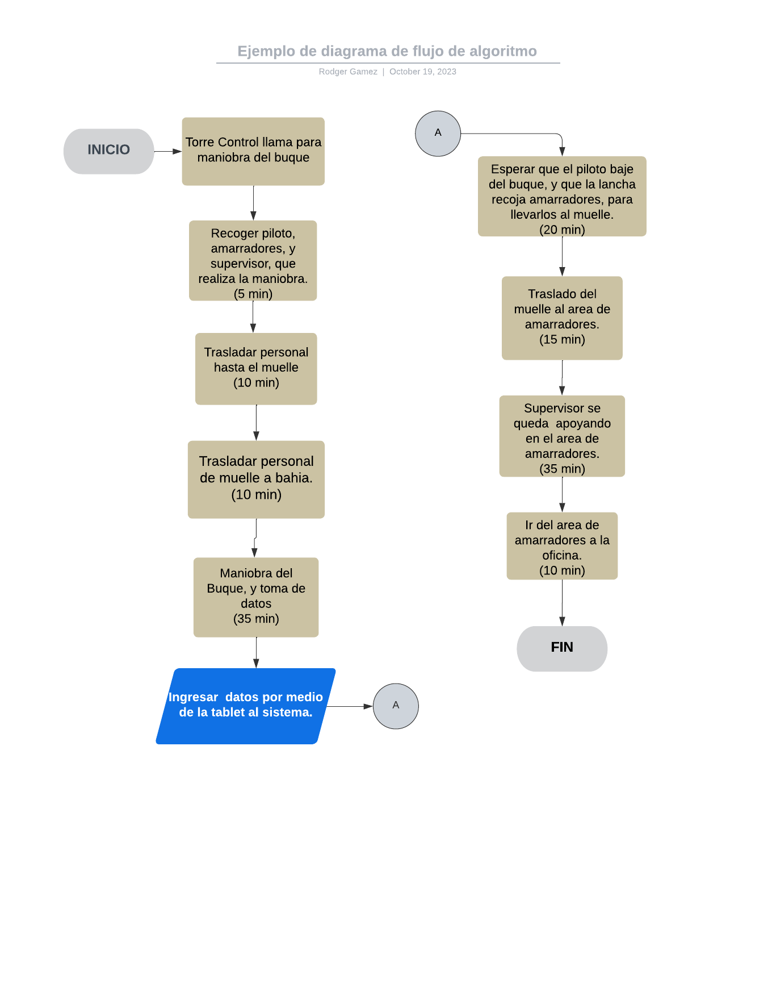 Ejemplo de diagrama de flujo de algoritmo
Rodger Gamez | October 19, 2023
INICIO
Torre Control llama para
maniobra del buque
Recoger piloto,
amarradores, y
supervisor, que
realiza la maniobra.
(5 min)
Trasladar personal
hasta el muelle
(10 min)
Trasladar personal
de muelle a bahia.
(10 min)
Maniobra del
Buque, y toma de
datos
(35 min)
Ingresar  datos por medio
de la tablet al sistema.
A
A
Esperar que el piloto baje
del buque, y que la lancha
recoja amarradores, para
llevarlos al muelle.
(20 min)
Traslado del
muelle al area de
amarradores.
(15 min)
Supervisor se
queda  apoyando
en el area de
amarradores.
(35 min)
Ir del area de
amarradores a la
oficina.
(10 min)
FIN